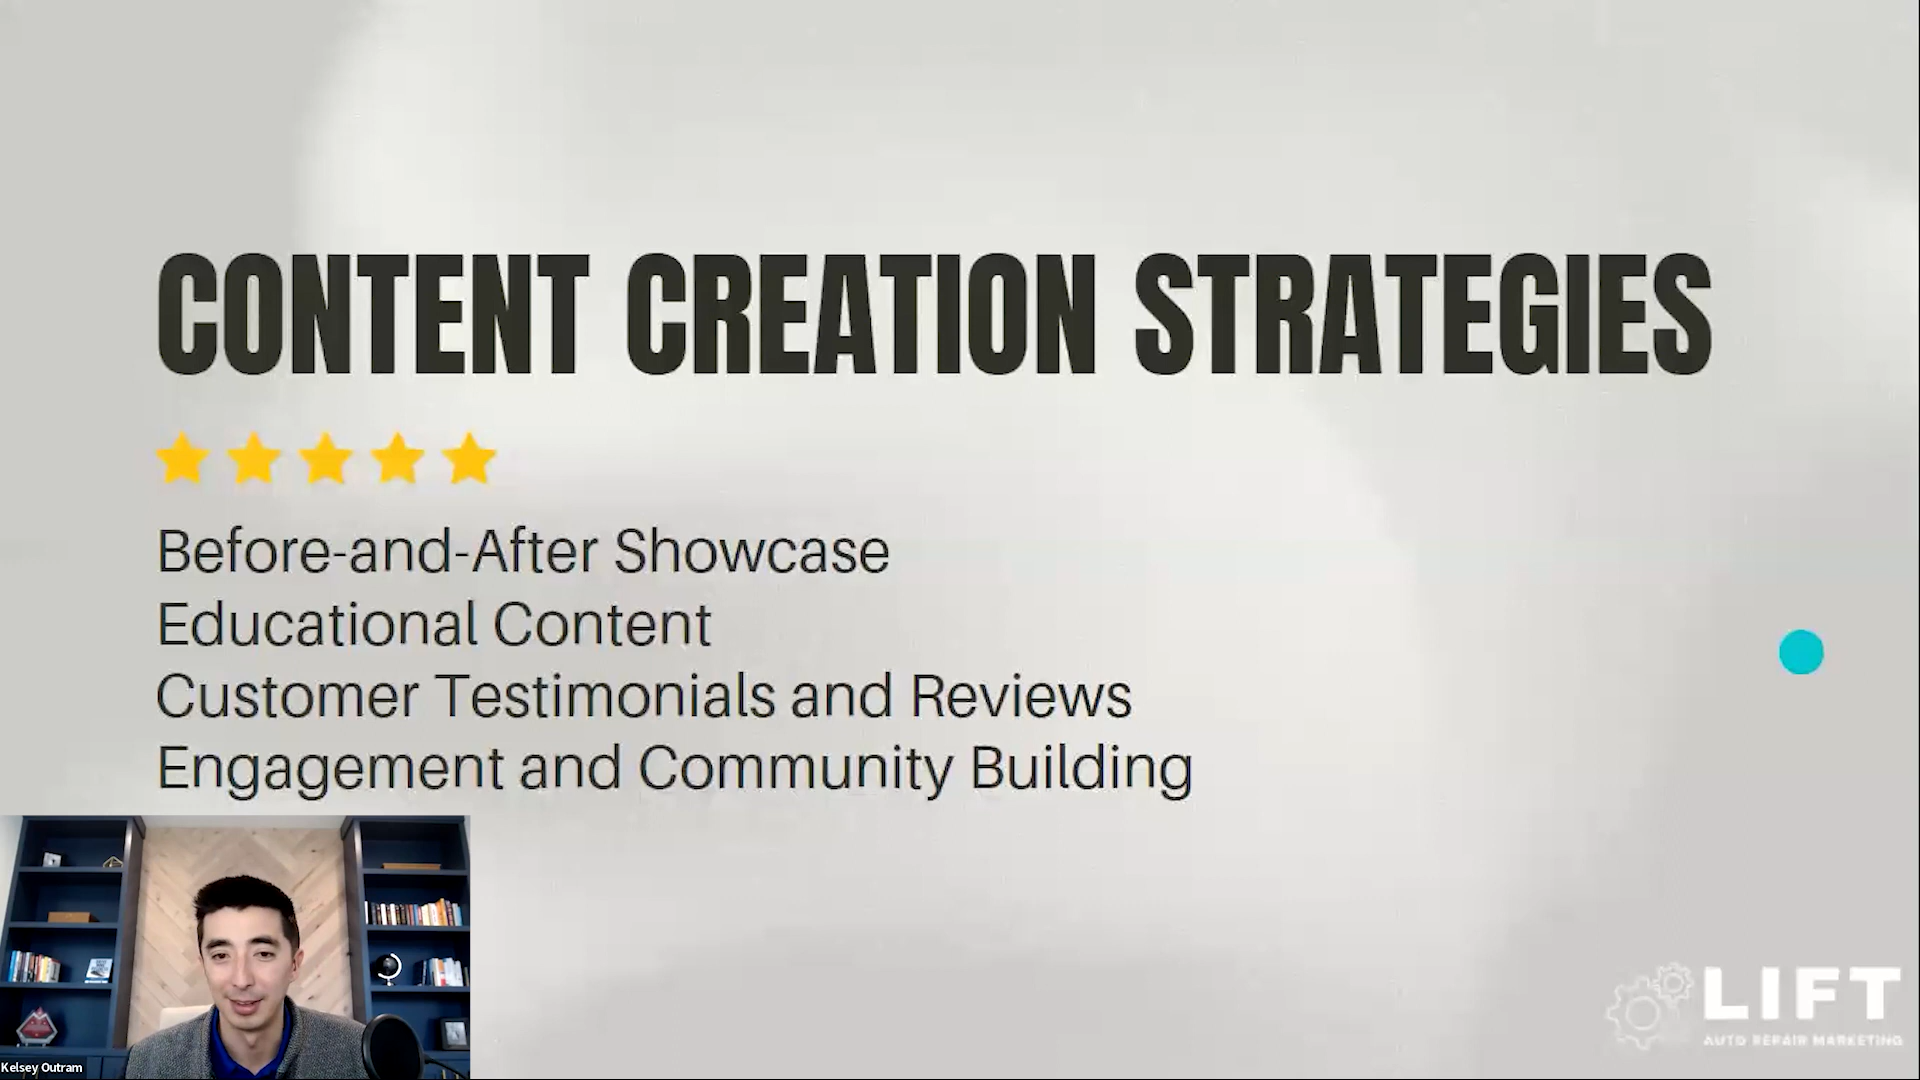 CONTENT CREATION STRATEGIES
Before-and-After Showcase
Educational Content
Customer Testimonials and Reviews
Engagement and Community Building
Kelsey Outram
LIFT
AUTO REPAIR MARKETING